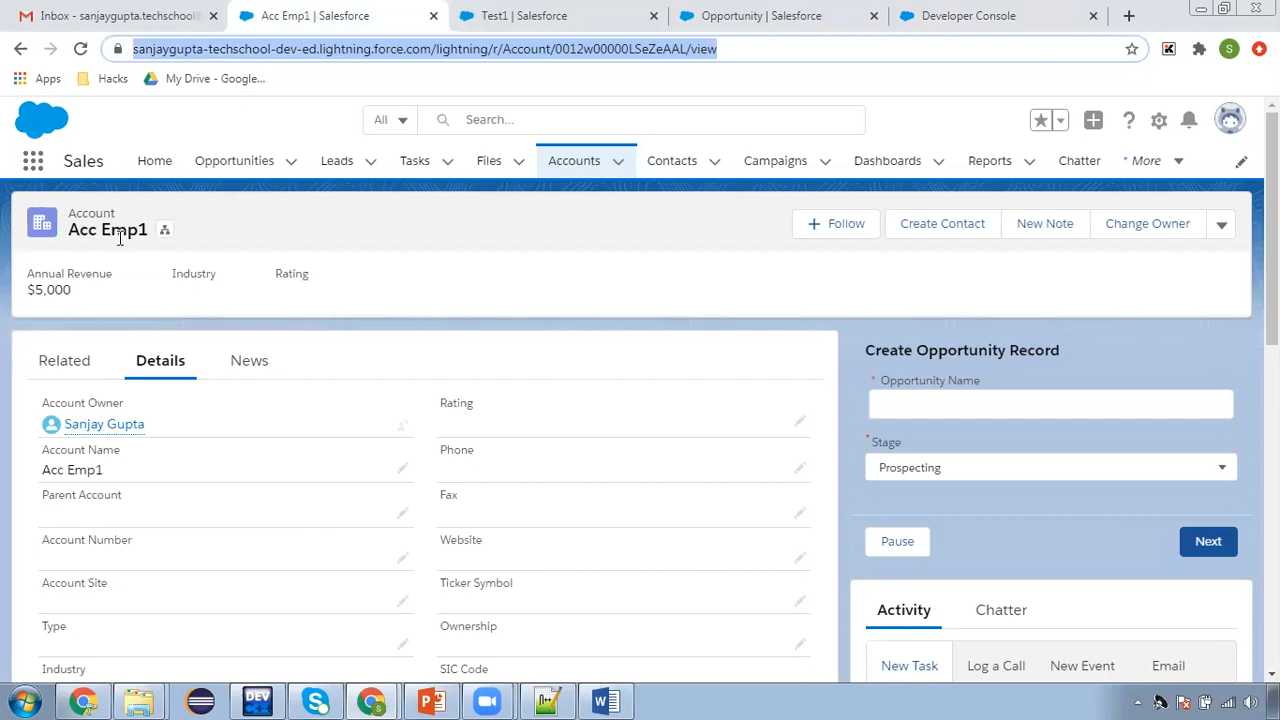 Inbox - sanjaygupta.techschool
Acc Emp1 | Salesforce
Test1 | Salesforce
Opportunity | Salesforce
Developer Console
sanjaygupta-techschool-dev-ed.lightning.force.com/lightning/r/Account/0012w00000LSeZeAAL/view
S
Apps
Hacks
My Drive - Google...
All
Search...
Sales
Home
Opportunities
Leads
Tasks
Files
Accounts
Contacts
Campaigns
Dashboards
Reports
Chatter
* More
Account
Acc Emp1
Follow
Create Contact
New Note
Change Owner
Annual Revenue
Industry
Rating
$5,000
Related
Details
News
Create Opportunity Record
* Opportunity Name
Account Owner
Rating
Sanjay Gupta
* Stage
Account Name
Phone
Acc Emp1
Prospecting
Parent Account
Fax
Account Number
Website
Pause
Next
Account Site
Ticker Symbol
Activity
Chatter
Type
Ownership
Industry
SIC Code
New Task
Log a Call
New Event
Email
DEV
C++